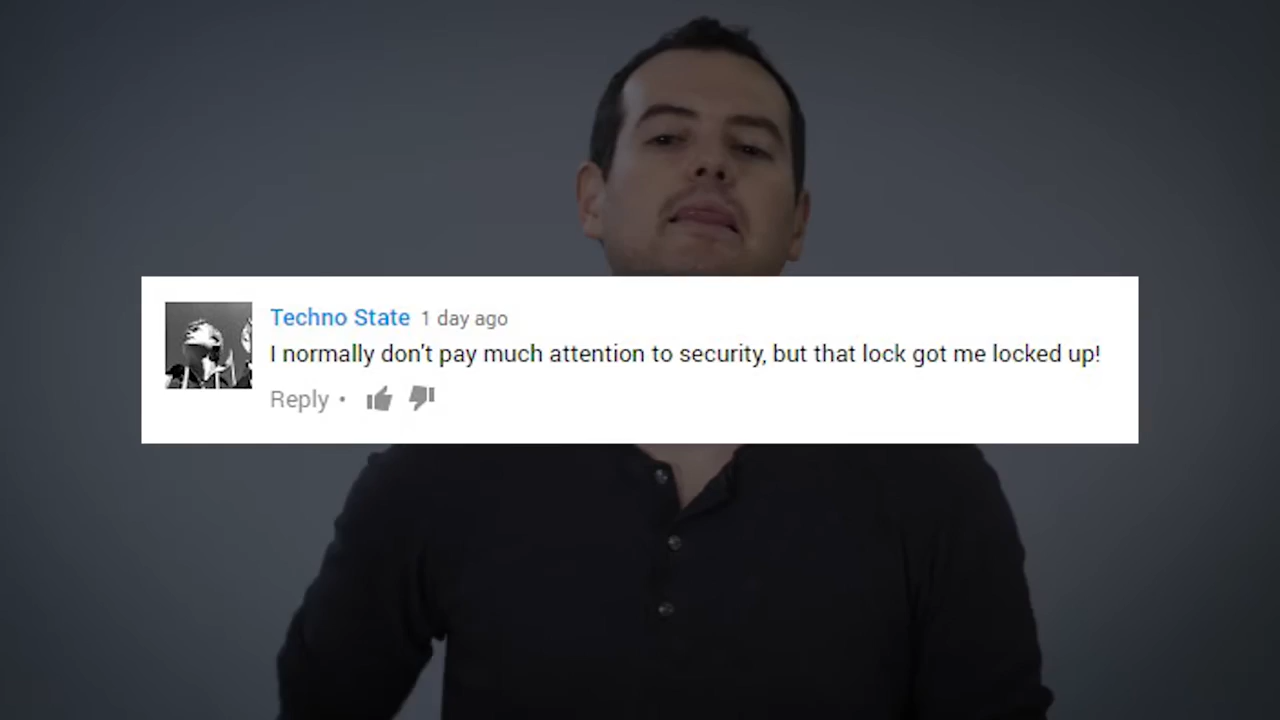 Techno State 1 day ago
I normally don't pay much attention to security, but that lock got me locked up!
Reply •